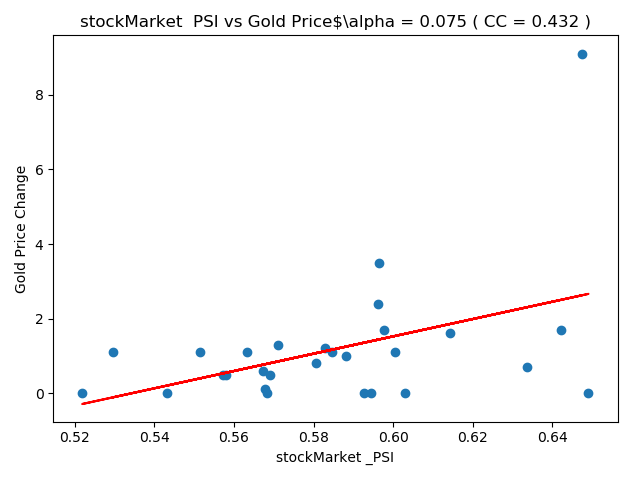 stockMarket  PSI vs Gold Price$\alpha = 0.075 ( CC = 0.432 )
8
6
4
2
0
Gold Price Change
0.52 0.54 0.56 0.58 0.60 0.62 0.64
stockMarket _PSI